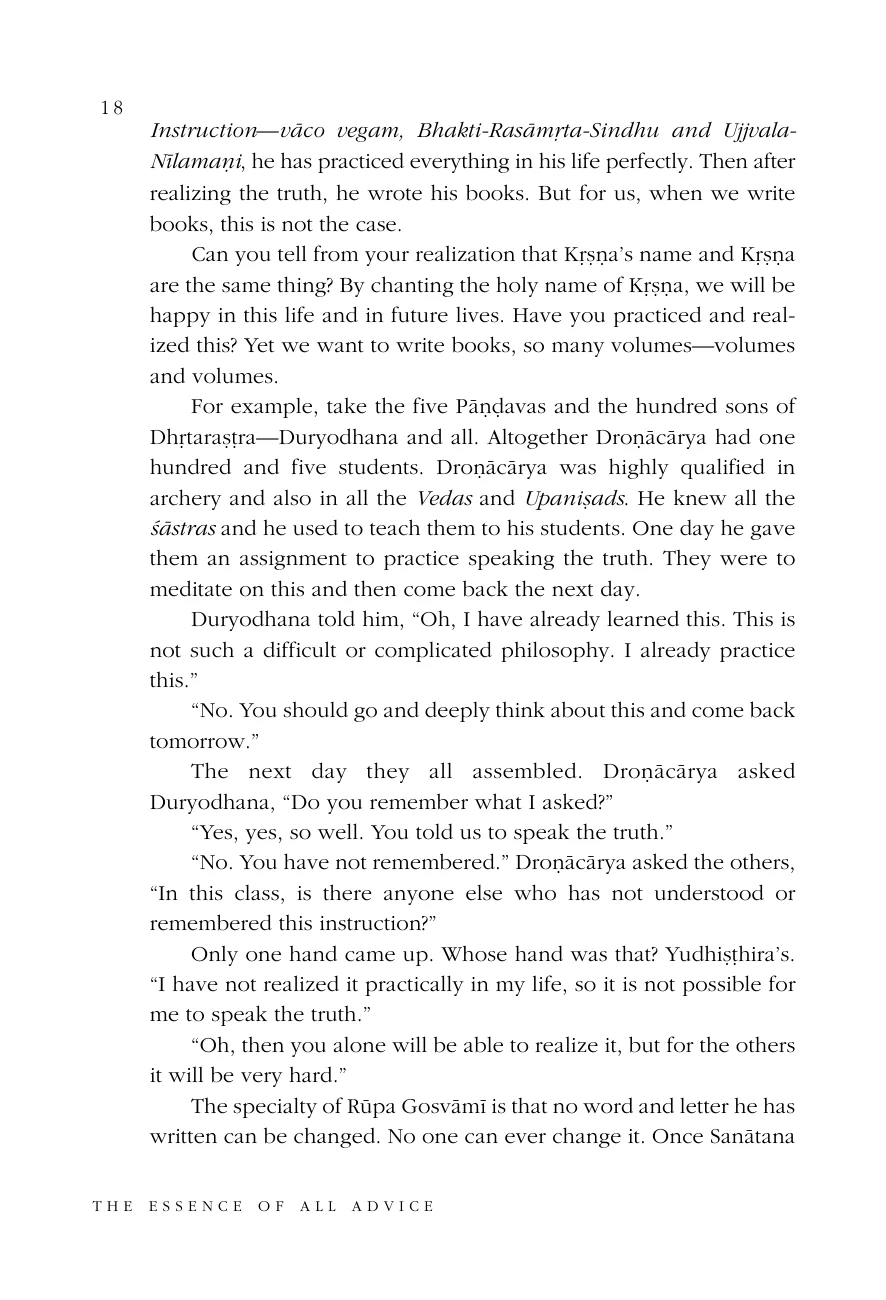 18
Instruction—vāco vegam, Bhakti-Rasāmṛta-Sindhu and Ujjvala-
Nīlamaṇi, he has practiced everything in his life perfectly. Then after
realizing the truth, he wrote his books. But for us, when we write
books, this is not the case.
Can you tell from your realization that Kṛṣṇa’s name and Kṛṣṇa
are the same thing? By chanting the holy name of Kṛṣṇa, we will be
happy in this life and in future lives. Have you practiced and real-
ized this? Yet we want to write books, so many volumes—volumes
and volumes.
For example, take the five Pāṇḍavas and the hundred sons of
Dhṛtaraṣṭra—Duryodhana and all. Altogether Droṇācārya had one
hundred and five students. Droṇācārya was highly qualified in
archery and also in all the Vedas and Upaniṣads. He knew all the
śāstras and he used to teach them to his students. One day he gave
them an assignment to practice speaking the truth. They were to
meditate on this and then come back the next day.
Duryodhana told him, “Oh, I have already learned this. This is
not such a difficult or complicated philosophy. I already practice
this.”
“No. You should go and deeply think about this and come back
tomorrow.”
The next day they all assembled. Droṇācārya asked
Duryodhana, “Do you remember what I asked?”
“Yes, yes, so well. You told us to speak the truth.”
“No. You have not remembered.” Droṇācārya asked the others,
“In this class, is there anyone else who has not understood or
remembered this instruction?”
Only one hand came up. Whose hand was that? Yudhiṣṭhira’s.
“I have not realized it practically in my life, so it is not possible for
me to speak the truth.”
“Oh, then you alone will be able to realize it, but for the others
it will be very hard.”
The specialty of Rūpa Gosvāmī is that no word and letter he has
written can be changed. No one can ever change it. Once Sanātana
THE ESSENCE OF ALL ADVICE